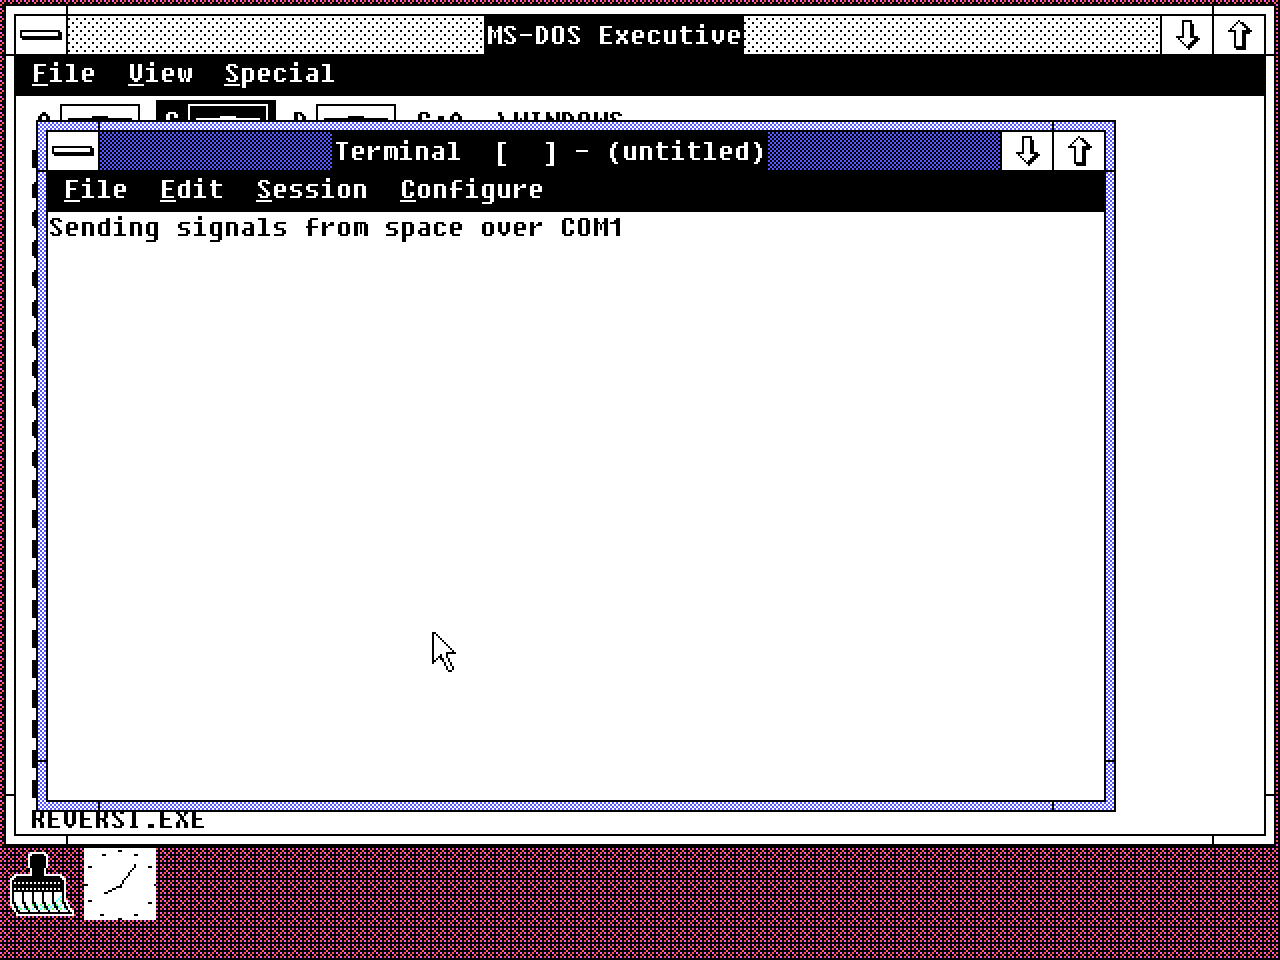 MS-DOS Executive
File View Special
Terminal [ ] - (untitled)
File Edit Session Configure
Sending signals from space over COM1
REVERSI.EXE